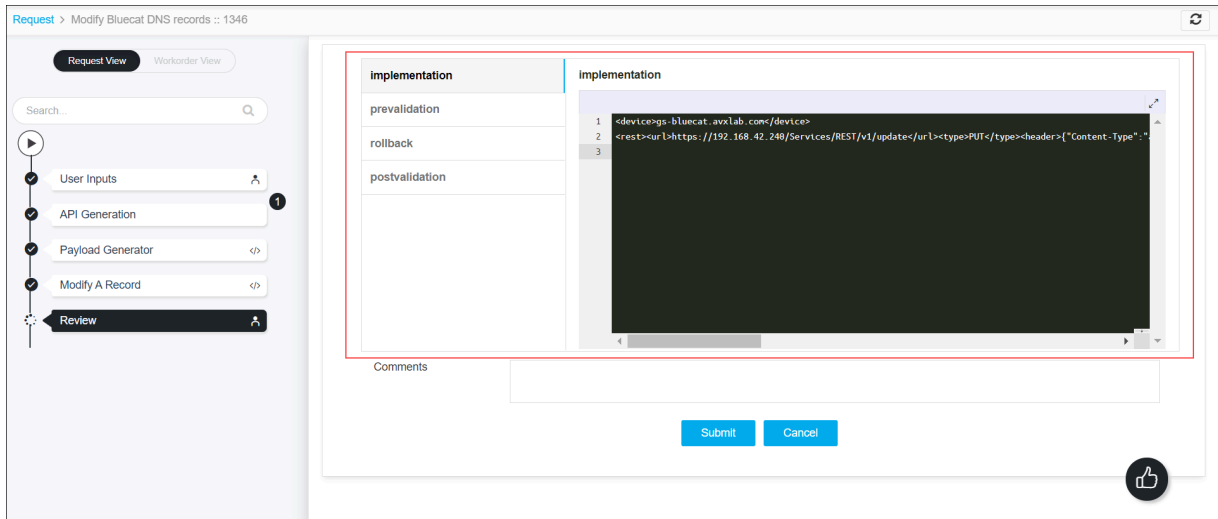 Request > Modify Bluecat DNS records :: 1346
Request View
Workorder View
Search...
User Inputs
1
API Generation
Payload Generator
</>
Modify A Record
</>
Review
implementation
prevalidation
rollback
postvalidation
implementation
1 <device>gs-bluecat.avxlab.com</device>
2 <rest><url>https://192.168.42.240/Services/REST/v1/update</url><type>PUT</type><header>{"Content-Type":"
3
Comments
Submit
Cancel